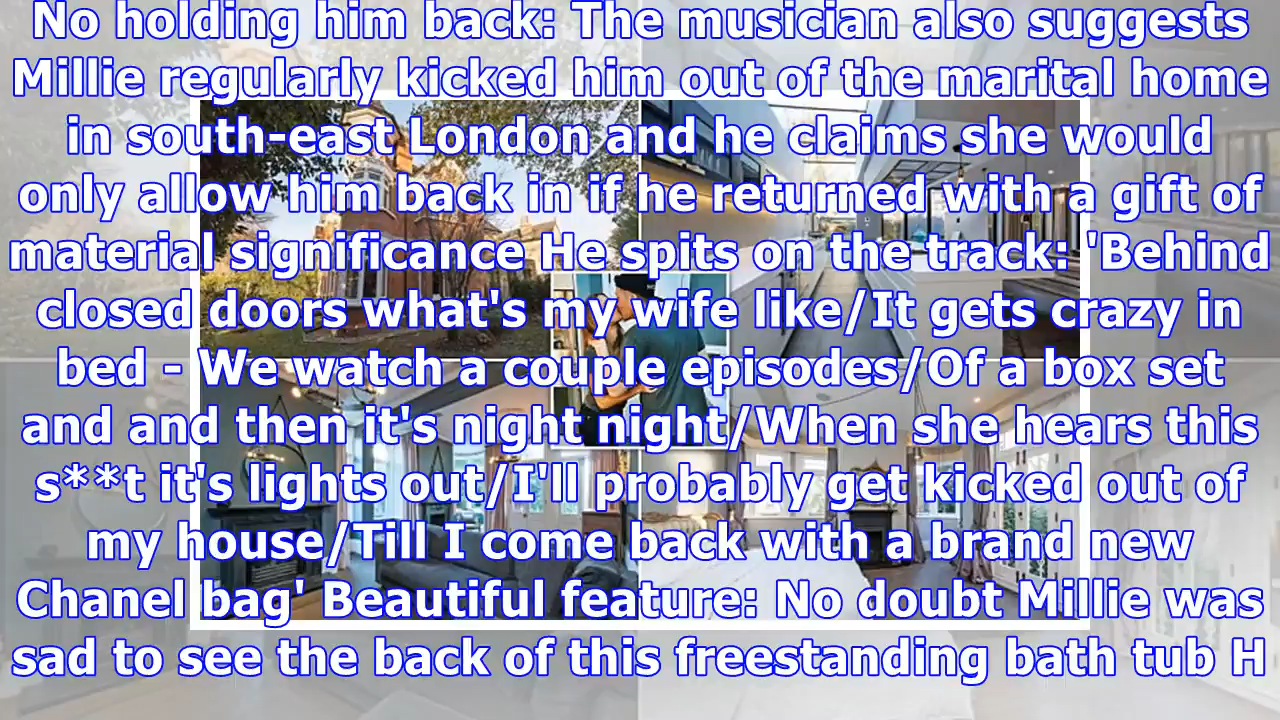 No holding him back: The musician also suggests
Millie regularly kicked him out of the marital home
in south-east London and he claims she would
only allow him back in if he returned with a gift of
material significance He spits on the track: 'Behind
closed doors what's my wife like/It gets crazy in
bed - We watch a couple episodes/Of a box set
and and then it's night night/When she hears this
s**t it's lights out/I'll probably get kicked out of
my house/Till I come back with a brand new
Chanel bag' Beautiful feature: No doubt Millie was
sad to see the back of this freestanding bath tub H